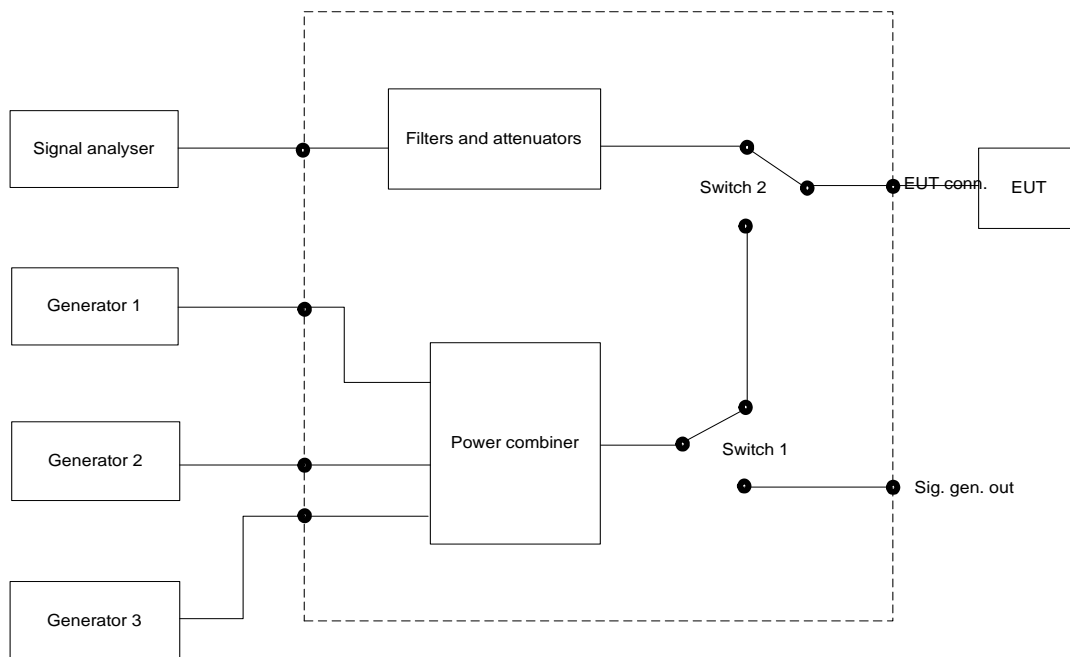 Signal analyser
Filters and attenuators
Switch 2
EUT conn.
EUT
Generator 1
Power combiner
Switch 1
Generator 2
Sig. gen. out
Generator 3